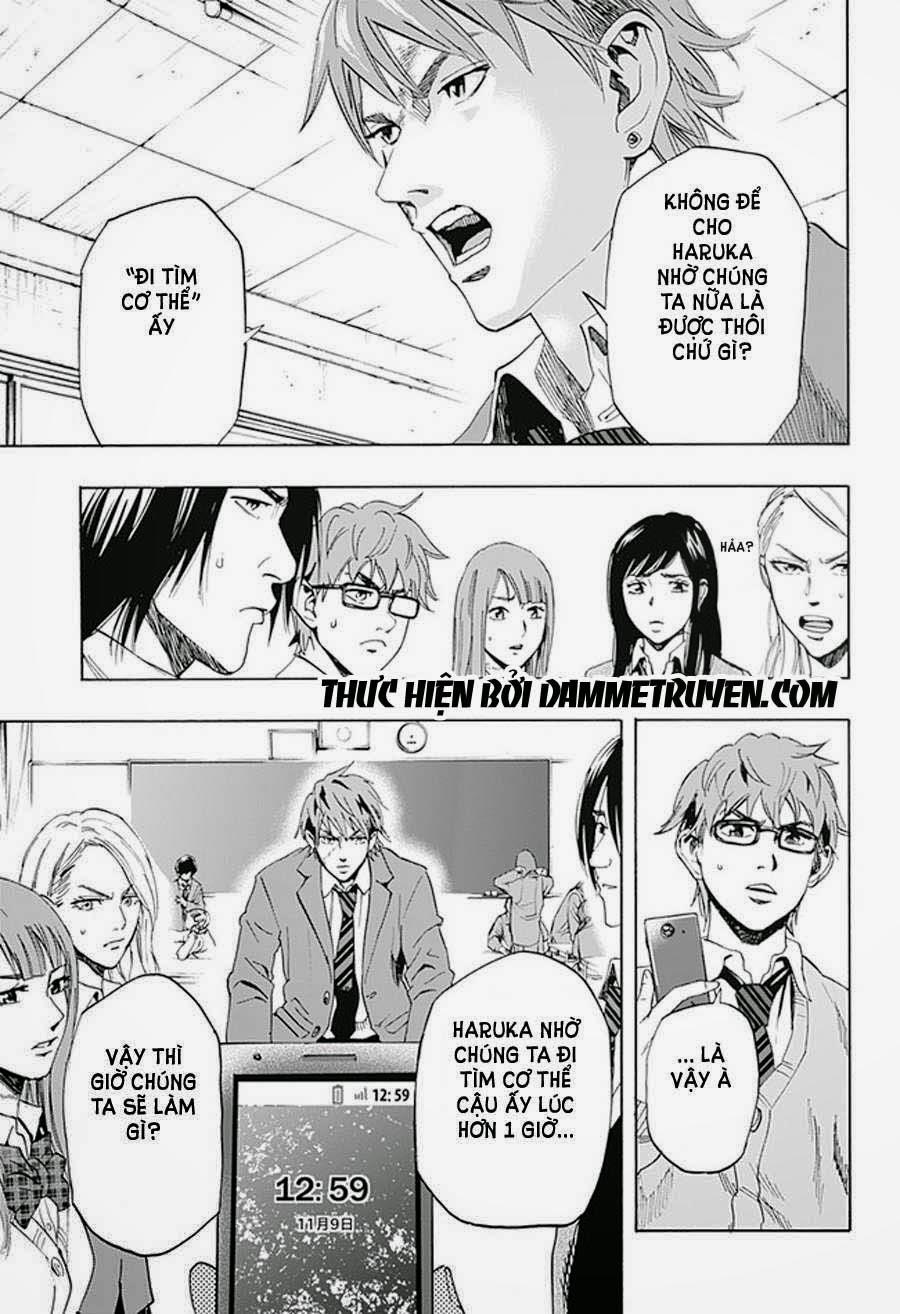 KHÔNG ĐỂ
CHO
HARUKA
NHỜ CHÚNG
TA NỮA LÀ
ĐƯỢC THÔI
CHỨ GÌ?
“ĐI TÌM
CƠ THỂ”
ẤY
HẢA?
THỰC HIỆN BỞI DAMMETRUYEN.COM
... LÀ
VẬY À
HARUKA NHỜ
CHÚNG TA ĐI
TÌM CƠ THỂ
CẬU ẤY LÚC
HƠN 1 GIỜ...
VẬY THÌ
GIỜ CHÚNG
TA SẼ LÀM
GÌ?
12:59
12:59
11月9日